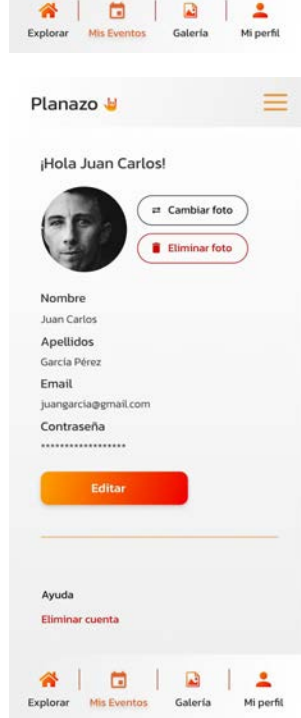 Explorar Mis Eventos Galería Mi perfil
Planazo
¡Hola Juan Carlos!
Cambiar foto
Eliminar foto
Nombre
Juan Carlos
Apellidos
García Pérez
Email
juangarcia@gmail.com
Contraseña
******************
Editar
Ayuda
Eliminar cuenta
Explorar Mis Eventos Galería Mi perfil